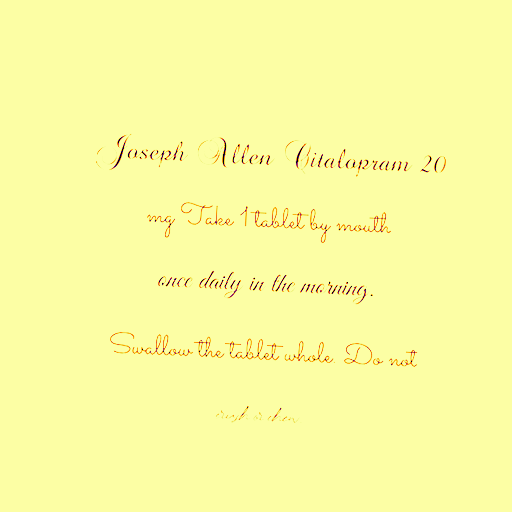 Joseph Allen Citalopram 20
mg Take 1 tablet by mouth
once daily in the morning.
Swallow the tablet whole. Do not